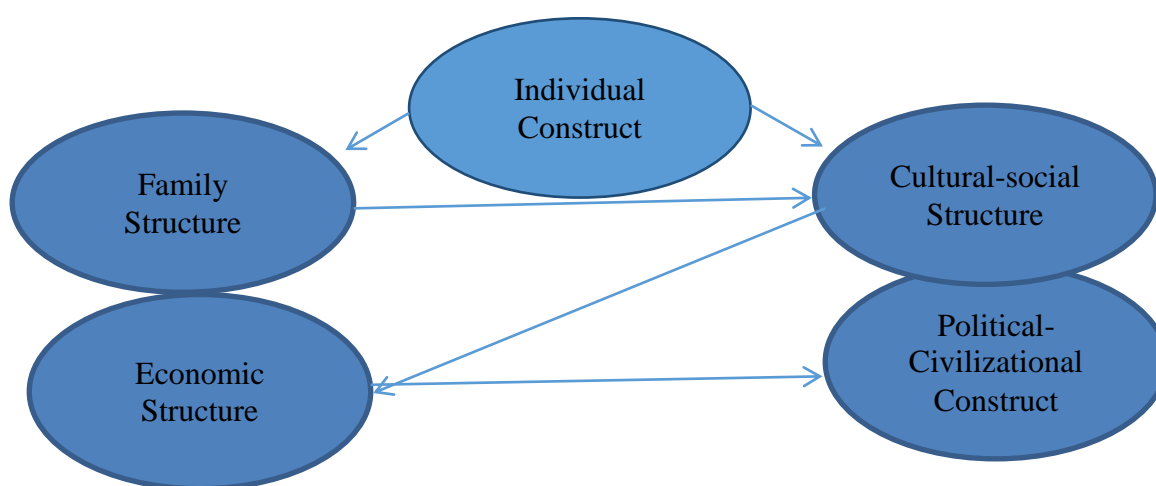 Individual
Construct
Family
Structure
Cultural-social
Structure
Economic
Structure
Political-
Civilizational
Construct